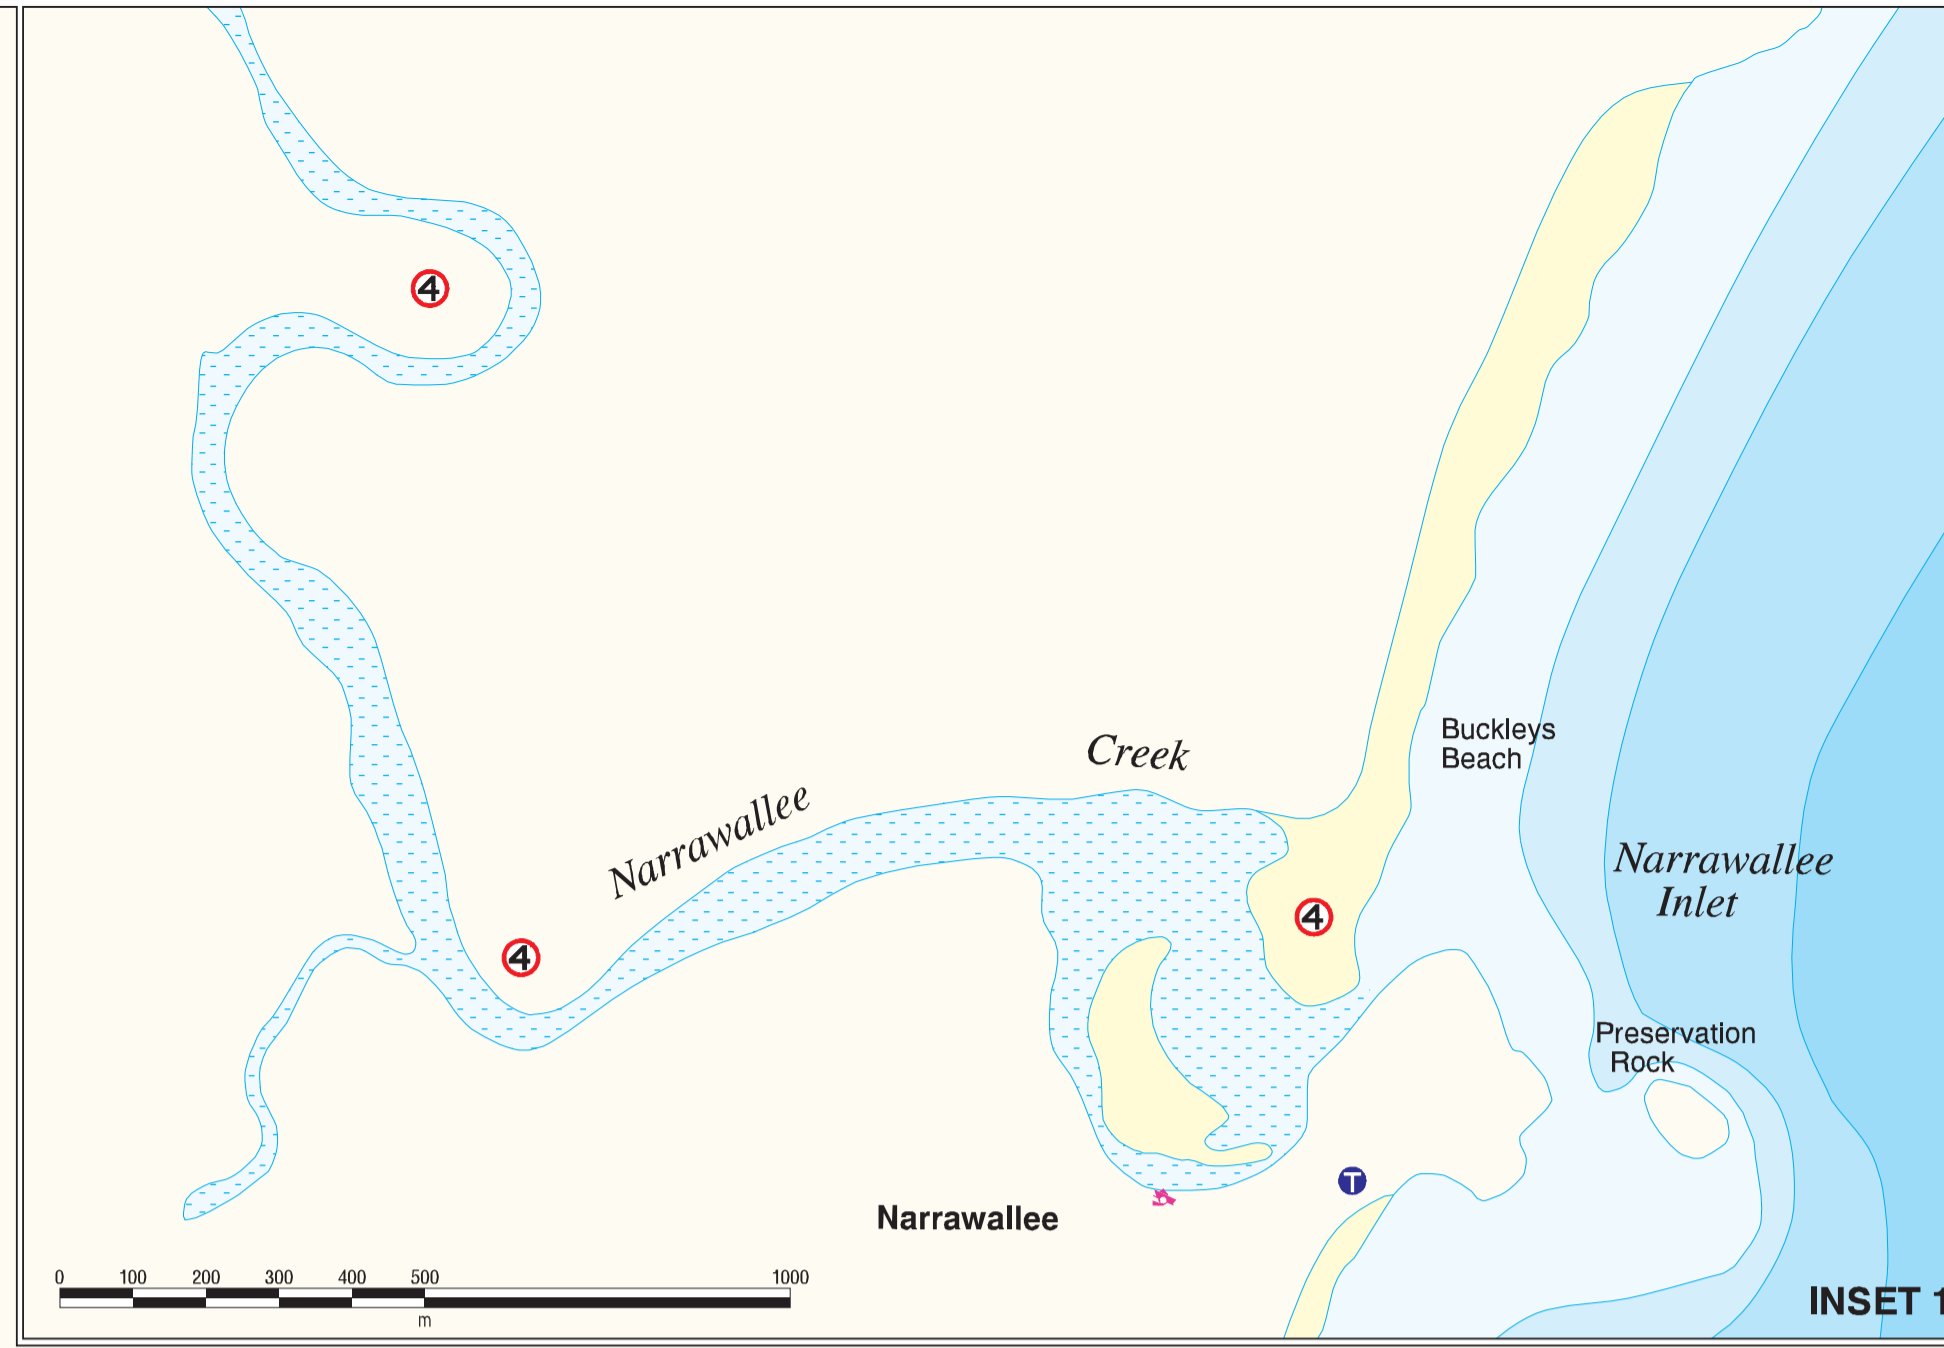 4
Creek
Buckleys
Beach
Narrawallee
Narrawallee
Inlet
4
4
Preservation
Rock
T
Narrawallee
0 100 200 300 400 500 1000
m
INSET 1